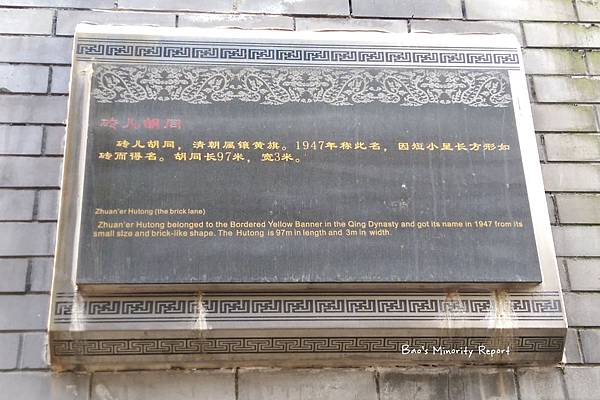 砖儿胡同
砖儿胡同，清朝属镶黄旗。1947年称此名，因短小呈长方形如
砖而得名。胡同长97米，宽3米。
Zhuan'er Hutong (the brick lane)
Zhuan'er Hutong belonged to the Bordered Yellow Banner in the Qing Dynasty and got its name in 1947 from its
small size and brick-like shape. The Hutong is 97m in length and 3m in width.
Bao's Minority Report